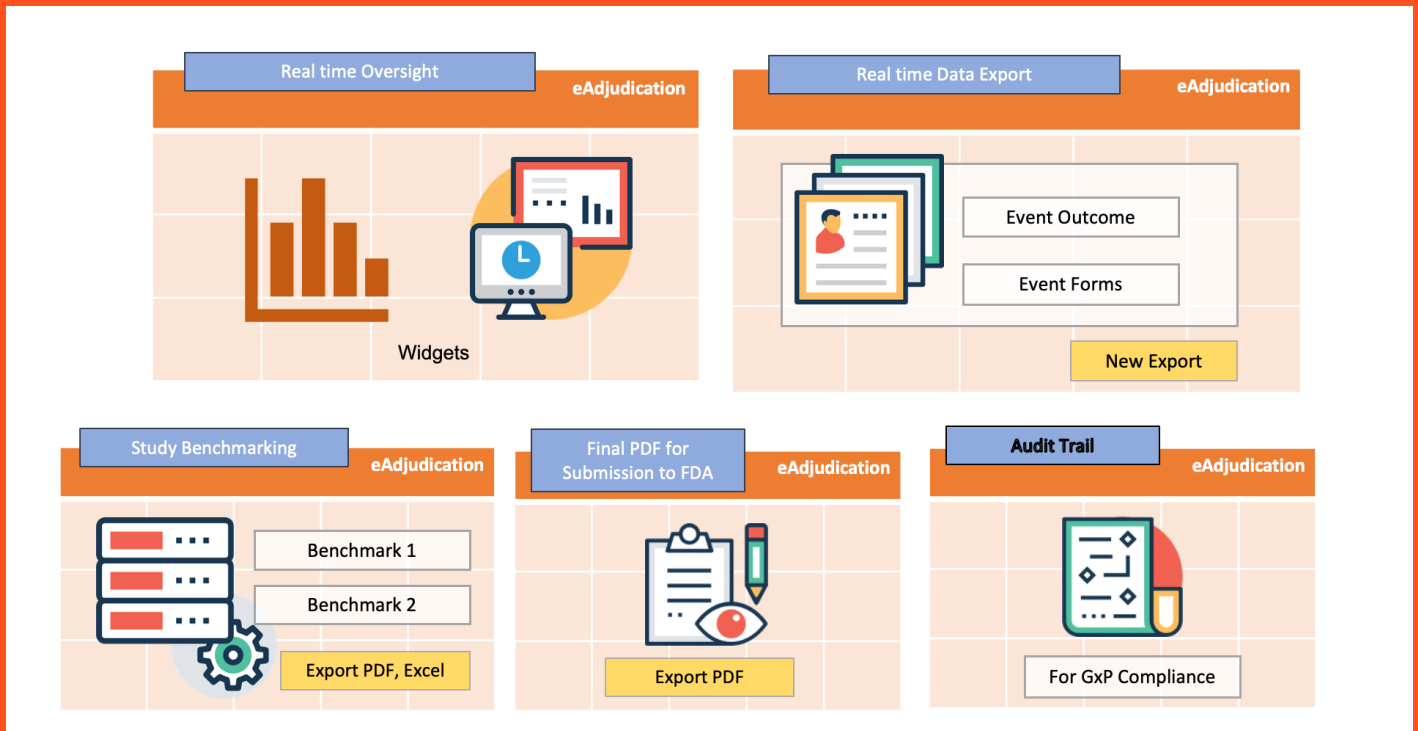 Real time Oversight
eAdjudication
Widgets
Real time Data Export
eAdjudication
Event Outcome
Event Forms
New Export
Study Benchmarking
eAdjudication
Benchmark 1
Benchmark 2
Export PDF, Excel
Final PDF for
Submission to FDA
eAdjudication
Export PDF
Audit Trail
eAdjudication
For GxP Compliance